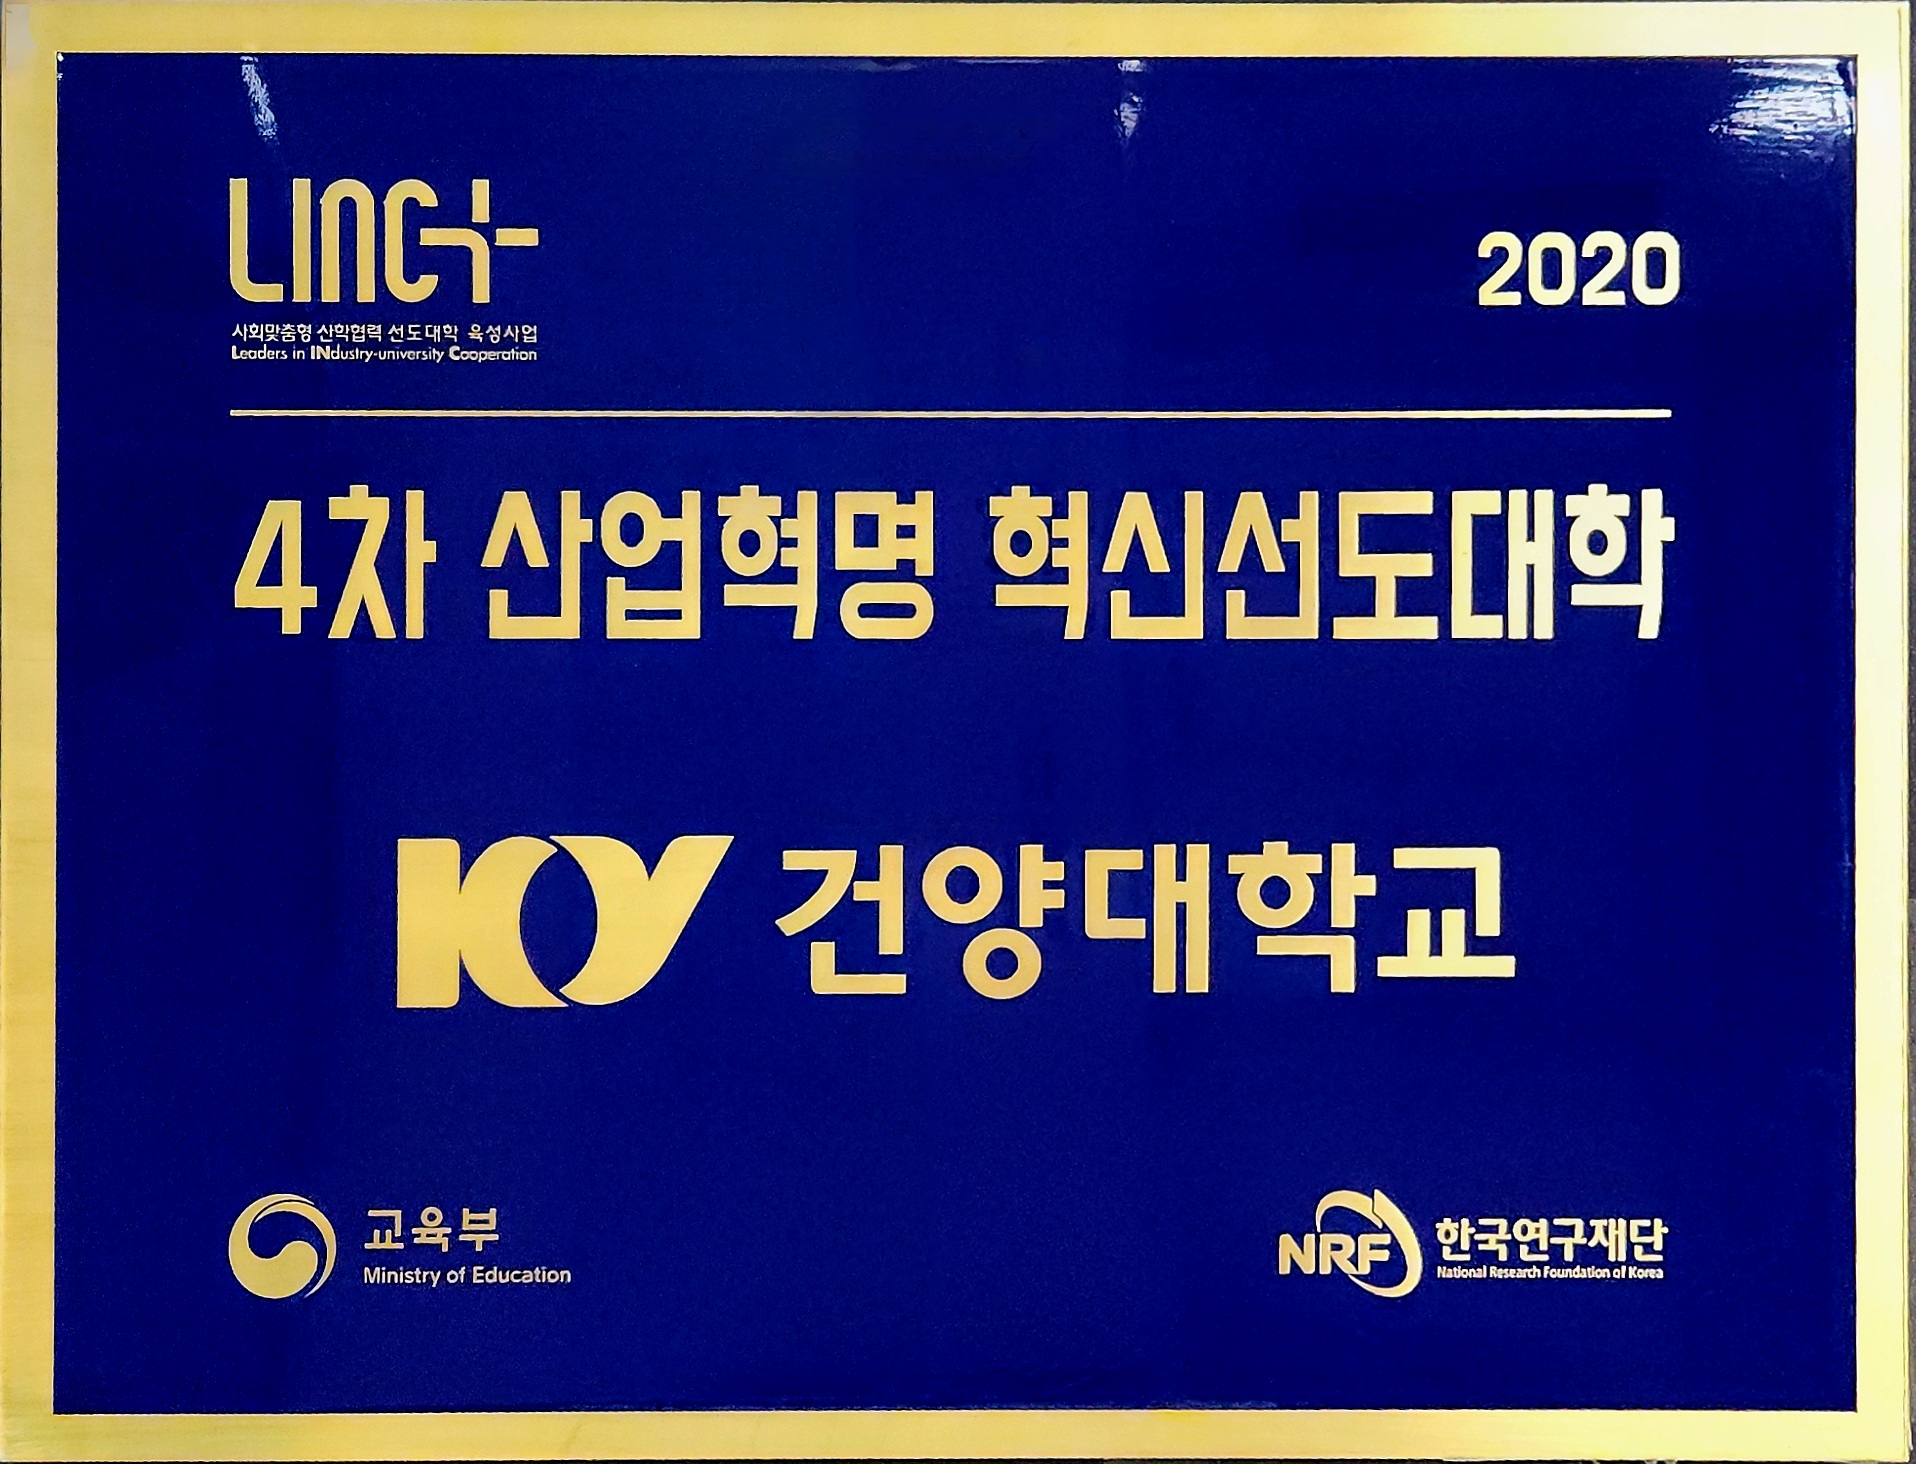 LINC+
2020
사회맞춤형 산학협력 선도대학 육성사업
Leaders in INdustry-university Cooperation
4차 산업혁명 혁신선도대학
KY 건양대학교
교육부
Ministry of Education
NRF 한국연구재단
National Research Foundation of Korea